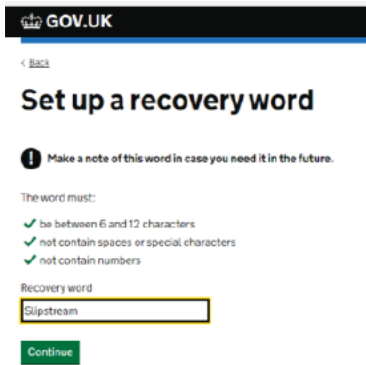 GOV.UK
< Back
Set up a recovery word
! Make a note of this word in case you need it in the future.
The word must:
✓ be between 6 and 12 characters
✓ not contain spaces or special characters
✓ not contain numbers
Recovery word
Slipstream
Continue